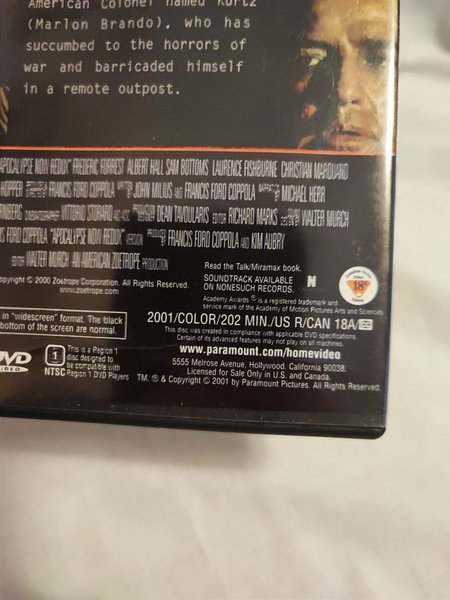 American Colonel named Kurtz
(Marlon Brando), who has
succumbed to the horrors of
war and barricaded himself
in a remote outpost.
APOCALYPSE NOW REDUX" FREDERIC FORREST ALBERT HALL SAM BOTTOMS LAURENCE FISHBURNE CHRISTIAN MARQUAND
HOPPER FRANCIS FORD COPPOLA JOHN MILIUS AND FRANCIS FORD COPPOLA MICHAEL HERR
VITTORIO STORARO DEAN TAVOULARIS EDITOR RICHARD MARKS WALTER MURCH
FORD COPPOLA "APOCALYPSE NOW REDUX" VERSION FRANCIS FORD COPPOLA AND KIM AUBRY
EDITOR WALTER MURCH AN AMERICAN ZOETROPE PRODUCTION
Read the Talk/Miramax book.
SOUNDTRACK AVAILABLE
ON NONESUCH RECORDS.
N
18A
opyright © 2000 Zoetrope Corporation. All Rights Reserved.
www.zoetrope.com
Academy Awards ® is a registered trademark and
service mark of the Academy of Motion Picture Arts and Sciences.
in "widescreen" format. The black
bottom of the screen are normal.
2001/COLOR/202 MIN./US R/CAN 18A/CC
This disc was created in compliance with applicable DVD specifications.
Certain of its advanced features may not play on all machines.
www.paramount.com/homevideo
5555 Melrose Avenue, Hollywood, California 90038.
Licensed for Sale Only in U.S. and Canada.
TM, ® & Copyright © 2001 by Paramount Pictures. All Rights Reserved.
DVD
VIDEO
1
NTSC
This is a Region 1
disc designed to
be compatible with
Region 1 DVD Players